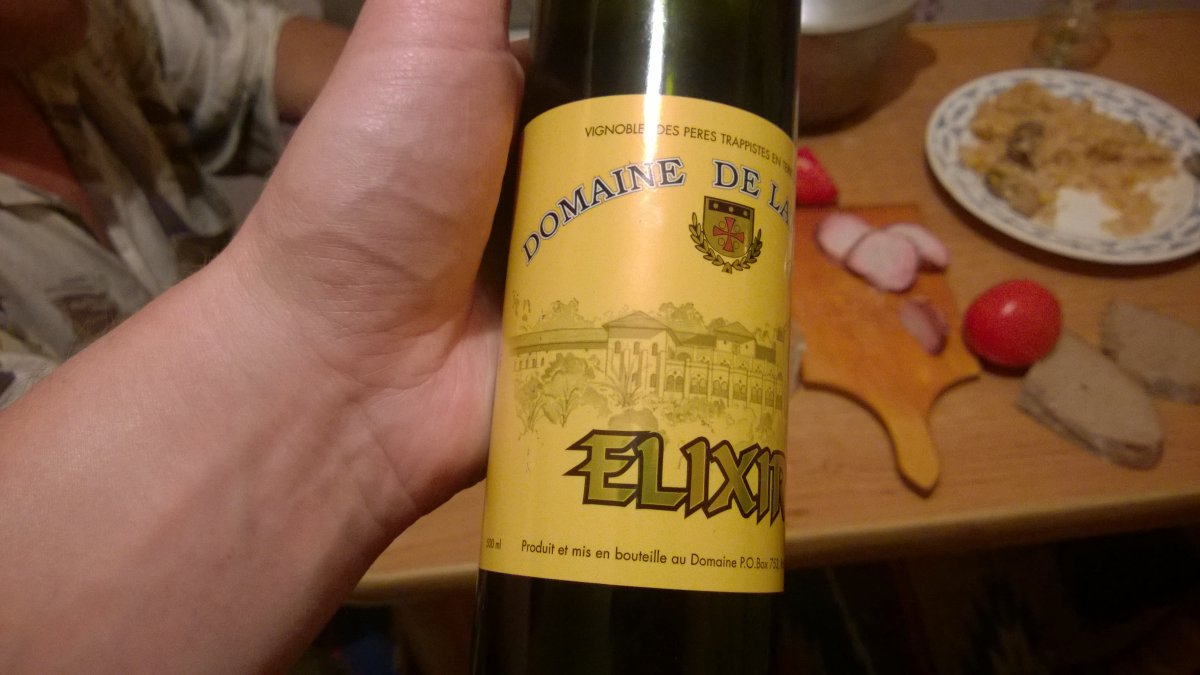 VIGNOBLE DES PERES TRAPPISTES EN
DOMAINE DE LA
ELIXIR
500 ml
Produit et mis en bouteille au Domaine P.O.Box 753,